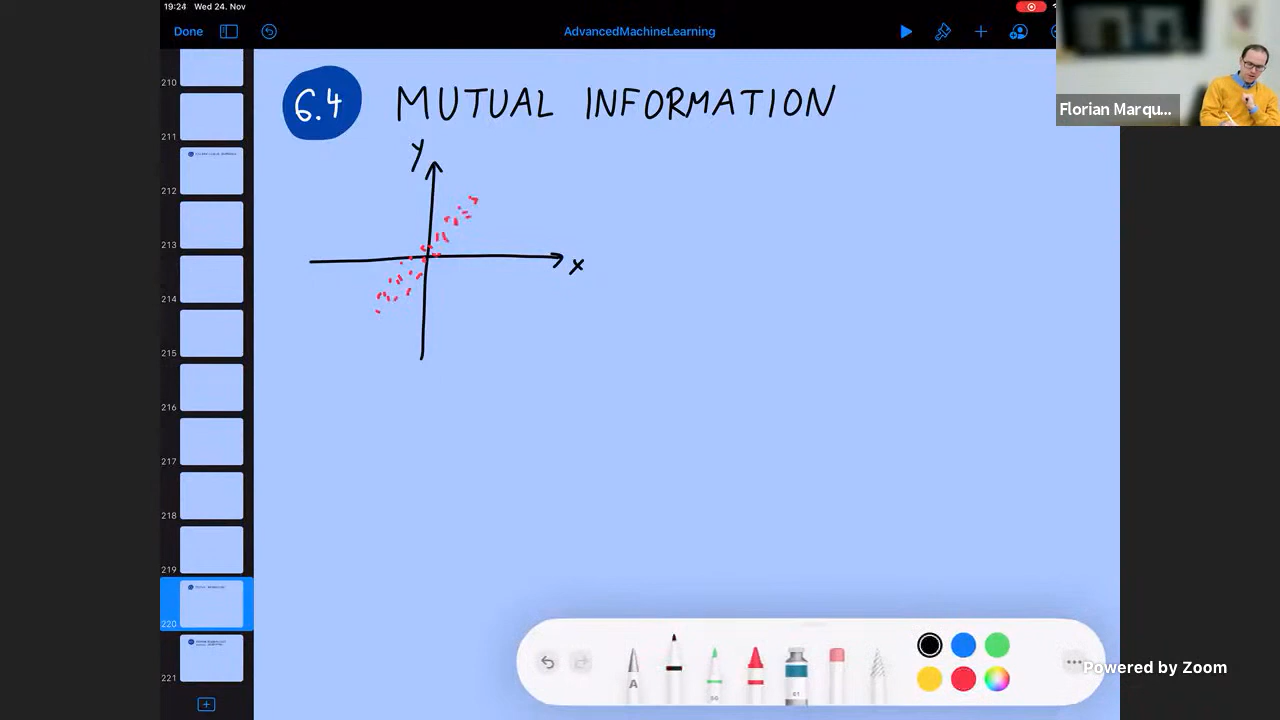 19:24 Wed 24. Nov
Done
AdvancedMachineLearning
Florian Marqu...
6.4 MUTUAL INFORMATION
y
x
210
211
212
213
214
215
216
217
218
219
220
221
A
Powered by Zoom